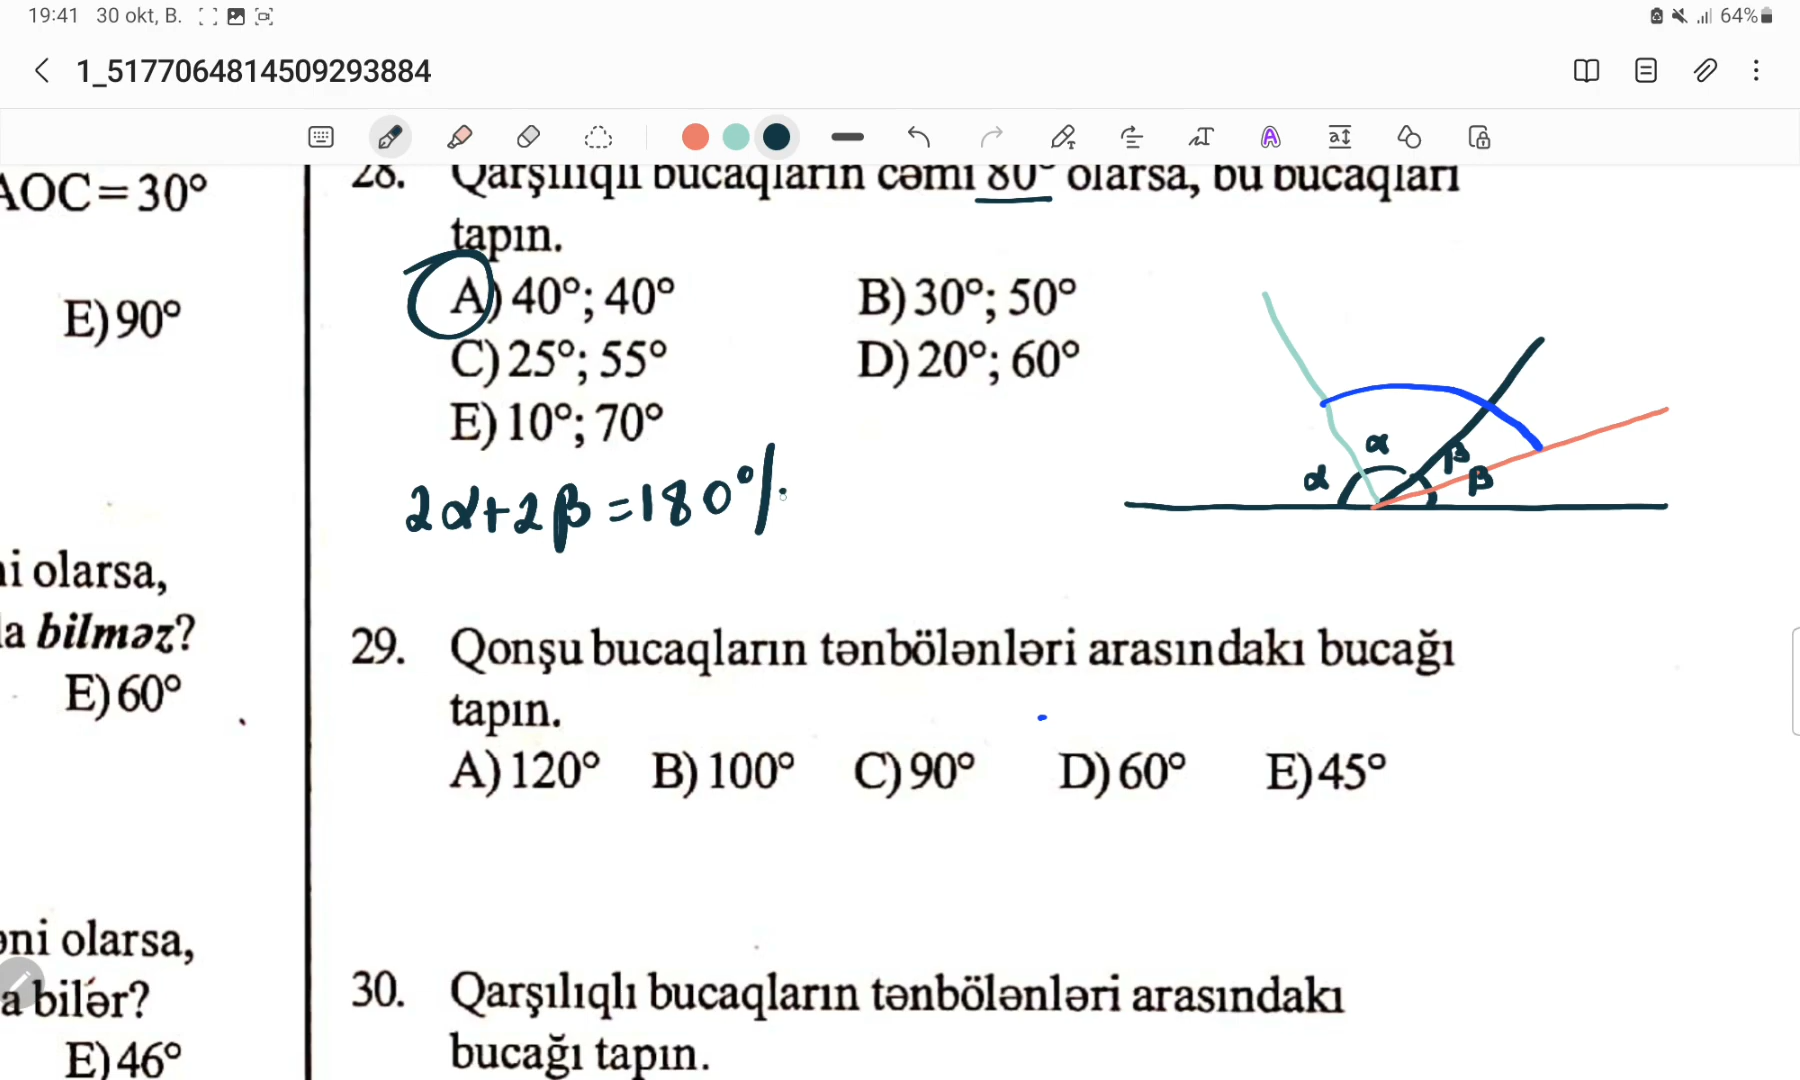 19:41 30 okt, B. 64%
1_5177064814509293884
AOC=30°
E)90°
olarsa,
bilməz?
E)60°
olarsa,
bilər?
E)46°
28. Qarşılıqlı bucaqların cəmi 80° olarsa, bu bucaqları
tapın.
A)40°; 40° B)30°; 50°
C)25°; 55° D)20°; 60°
E)10°; 70°
2α+2β=180°/:
α α β β
29. Qonşu bucaqların tənbölənləri arasındakı bucağı
tapın.
A)120° B)100° C)90° D)60° E)45°
30. Qarşılıqlı bucaqların tənbölənləri arasındakı
bucağı tapın.